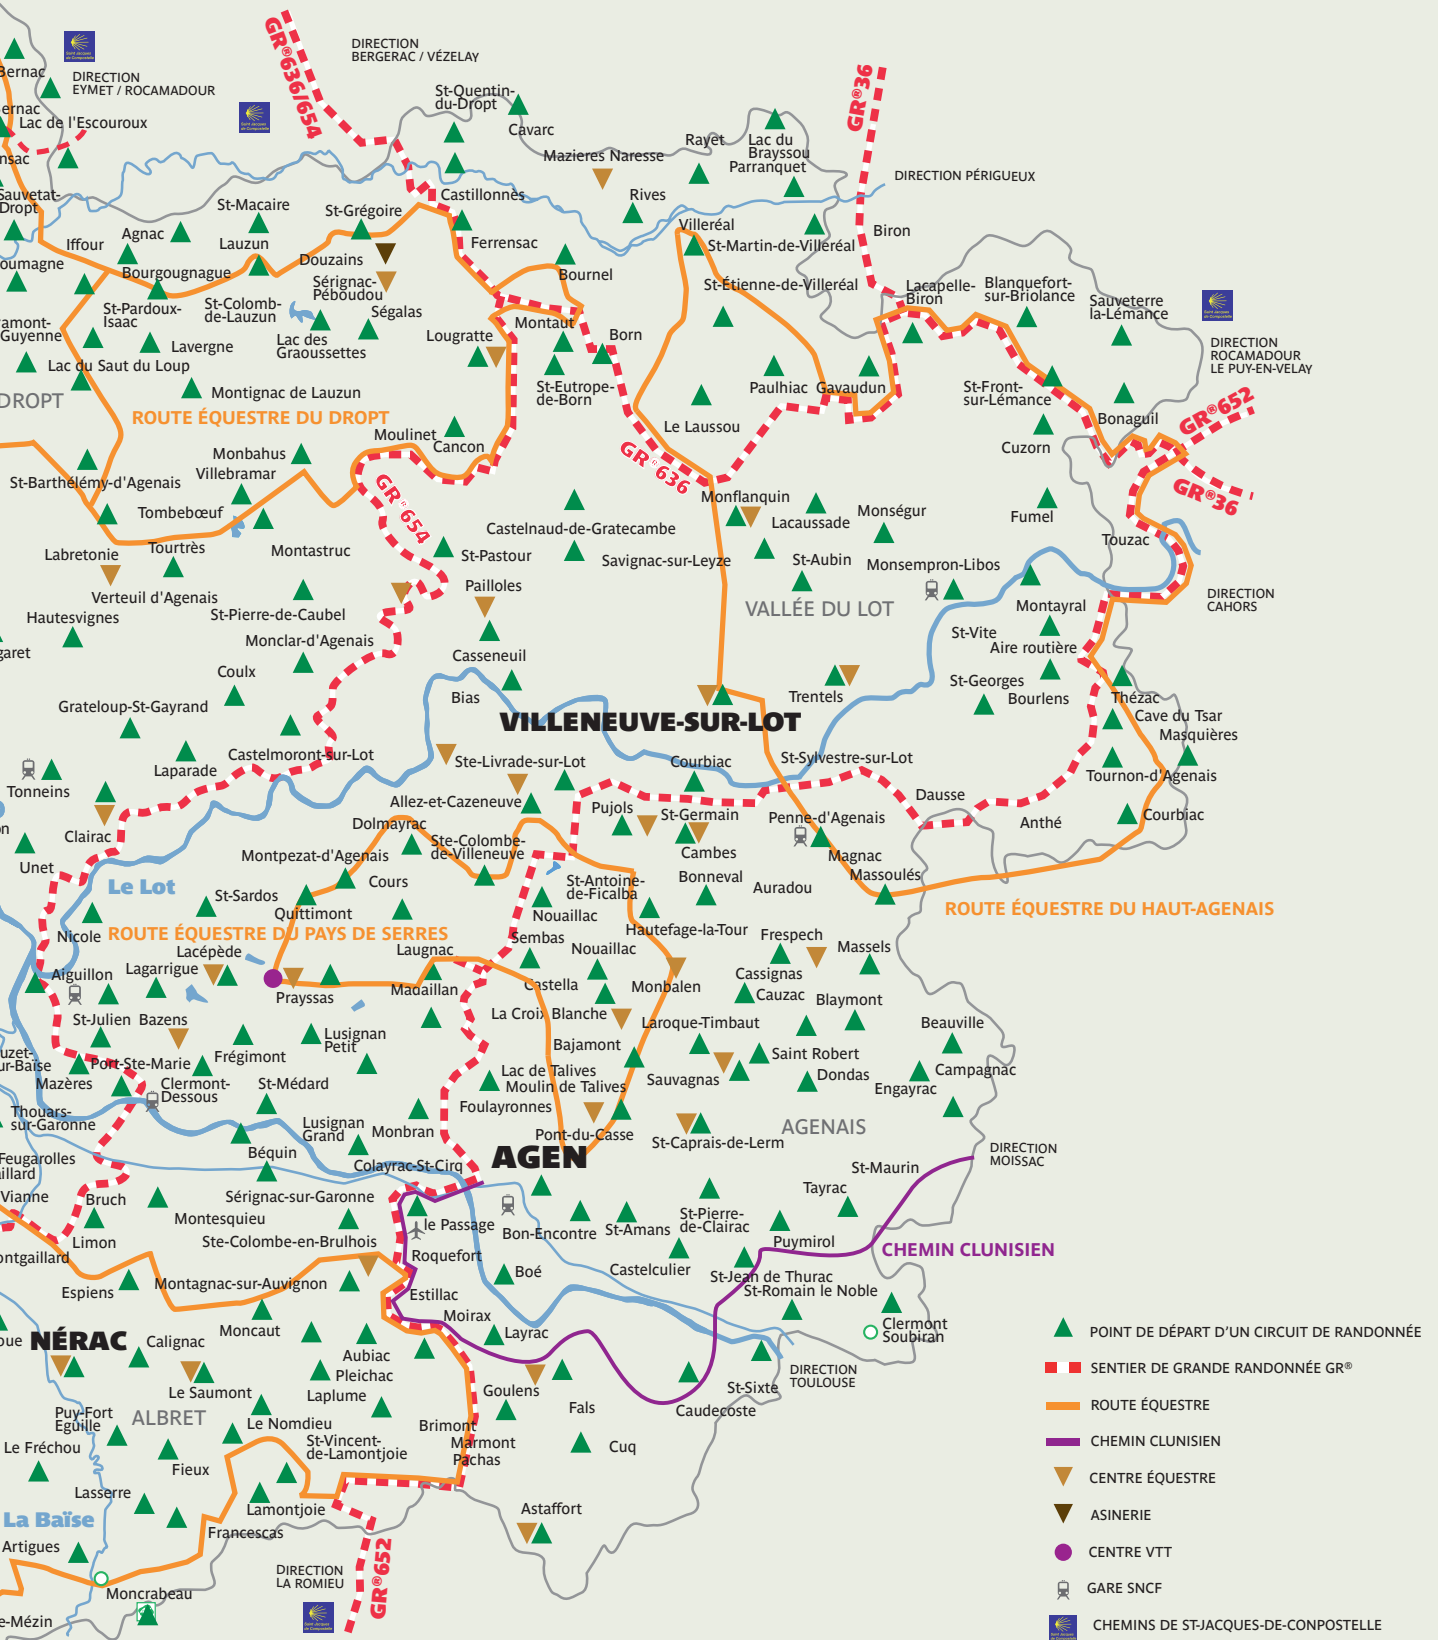 GR®636/654
DIRECTION
BERGERAC / VÉZELAY
Bernac
DIRECTION
EYMET / ROCAMADOUR
Lac de l'Escouroux
St-Quentin-
du-Dropt
Cavarc
GR®36
Mazieres Naresse
Rayet
Lac du
Brayssou
Parranquet
DIRECTION PÉRIGUEUX
Sauvetat-
Dropt
St-Macaire
St-Grégoire
Castillonnès
Rives
Villeréal
Biron
Iffour
Agnac
Lauzun
Ferrensac
St-Martin-de-Villeréal
Douzains
Bourgougnague
Bournel
Sérignac-
Péboudou
St-Étienne-de-Villeréal
Lacapelle-
Biron
Blanquefort-
sur-Briolance
Sauveterre
la-Lémance
St-Pardoux-
Isaac
St-Colomb-
de-Lauzun
Ségalas
Lougratte
Montaut
Born
Lac des
Graoussettes
Lavergne
DIRECTION
ROCAMADOUR
LE PUY-EN-VELAY
Guyenne
Lac du Saut du Loup
Montignac de Lauzun
St-Eutrope-
de-Born
Paulhiac
Gavaudun
St-Front-
sur-Lémance
DROPT
ROUTE ÉQUESTRE DU DROPT
Bonaguil
GR®652
Moulinet
Cancon
Le Laussou
Cuzorn
Monbahus
Villebramar
GR®636
St-Barthélémy-d'Agenais
GR®654
Monflanquin
GR®36
Tombebœuf
Castelnaud-de-Gratecambe
Lacaussade
Monségur
Fumel
Labretonie
Tourtrès
Montastruc
St-Pastour
Savignac-sur-Leyze
St-Aubin
Monsempron-Libos
Touzac
Verteuil d'Agenais
Pailloles
St-Pierre-de-Caubel
VALLÉE DU LOT
Montayral
DIRECTION
CAHORS
Hautesvignes
Monclar-d'Agenais
St-Vite
Aire routière
Casseneuil
Coulx
Bias
Trentels
St-Georges
Bourlens
Thézac
Grateloup-St-Gayrand
VILLENEUVE-SUR-LOT
Cave du Tsar
Masquières
Castelmoront-sur-Lot
Laparade
Ste-Livrade-sur-Lot
Courbiac
St-Sylvestre-sur-Lot
Tournon-d'Agenais
Tonneins
Allez-et-Cazeneuve
Pujols
St-Germain
Penne-d'Agenais
Dausse
Anthé
Courbiac
Clairac
Dolmayrac
Ste-Colombe-
de-Villeneuve
Cambes
Magnac
Unet
Montpezat-d'Agenais
Cours
St-Antoine-
de-Ficalba
Bonneval
Auradou
Massoulés
Le Lot
St-Sardos
Quittimont
Nouaillac
ROUTE ÉQUESTRE DU HAUT-AGENAIS
Nicole
ROUTE ÉQUESTRE DU PAYS DE SERRES
Sembas
Hautefage-la-Tour
Frespech
Massels
Lacépède
Laugnac
Nouaillac
Aiguillon
Lagarrigue
Prayssas
Madaillan
Castella
Monbalen
Cassignas
Cauzac
Blaymont
St-Julien
Bazens
La Croix Blanche
Laroque-Timbaut
Beauville
Lusignan
Petit
Frégimont
Bajamont
Saint Robert
Port-Ste-Marie
Mazères
Clermont-
Dessous
St-Médard
Lac de Talives
Moulin de Talives
Sauvagnas
Dondas
Engayrac
Campagnac
Thouars-
sur-Garonne
Foulayronnes
Lusignan
Grand
Monbran
Pont-du-Casse
St-Caprais-de-Lerm
AGENAIS
DIRECTION
MOISSAC
Feugarolles
Béquin
Colayrac-St-Cirq
AGEN
St-Maurin
Vianne
Bruch
Sérignac-sur-Garonne
Tayrac
Montesquieu
le Passage
Bon-Encontre
St-Amans
St-Pierre-
de-Clairac
Limon
Ste-Colombe-en-Brulhois
Roquefort
Puymirol
CHEMIN CLUNISIEN
Espiens
Montagnac-sur-Auvignon
Boé
Castelculier
St-Jean de Thurac
St-Romain le Noble
Estillac
Moirax
Moncaut
Layrac
Clermont
Soubiran
NÉRAC
Calignac
Aubiac
Pleichac
DIRECTION
TOULOUSE
Le Saumont
Laplume
Goulens
St-Sixte
Puy-Fort
Eguille
ALBRET
Fals
Caudecoste
Le Nomdieu
Brimont
Le Fréchou
St-Vincent-
de-Lamontjoie
Marmont
Pachas
Cuq
Fieux
Lasserre
Lamontjoie
Astaffort
La Baïse
Francescas
Artigues
DIRECTION
LA ROMIEU
GR®652
Moncrabeau
e-Mézin
POINT DE DÉPART D'UN CIRCUIT DE RANDONNÉE
SENTIER DE GRANDE RANDONNÉE GR®
ROUTE ÉQUESTRE
CHEMIN CLUNISIEN
CENTRE ÉQUESTRE
ASINERIE
CENTRE VTT
GARE SNCF
CHEMINS DE ST-JACQUES-DE-CONPOSTELLE